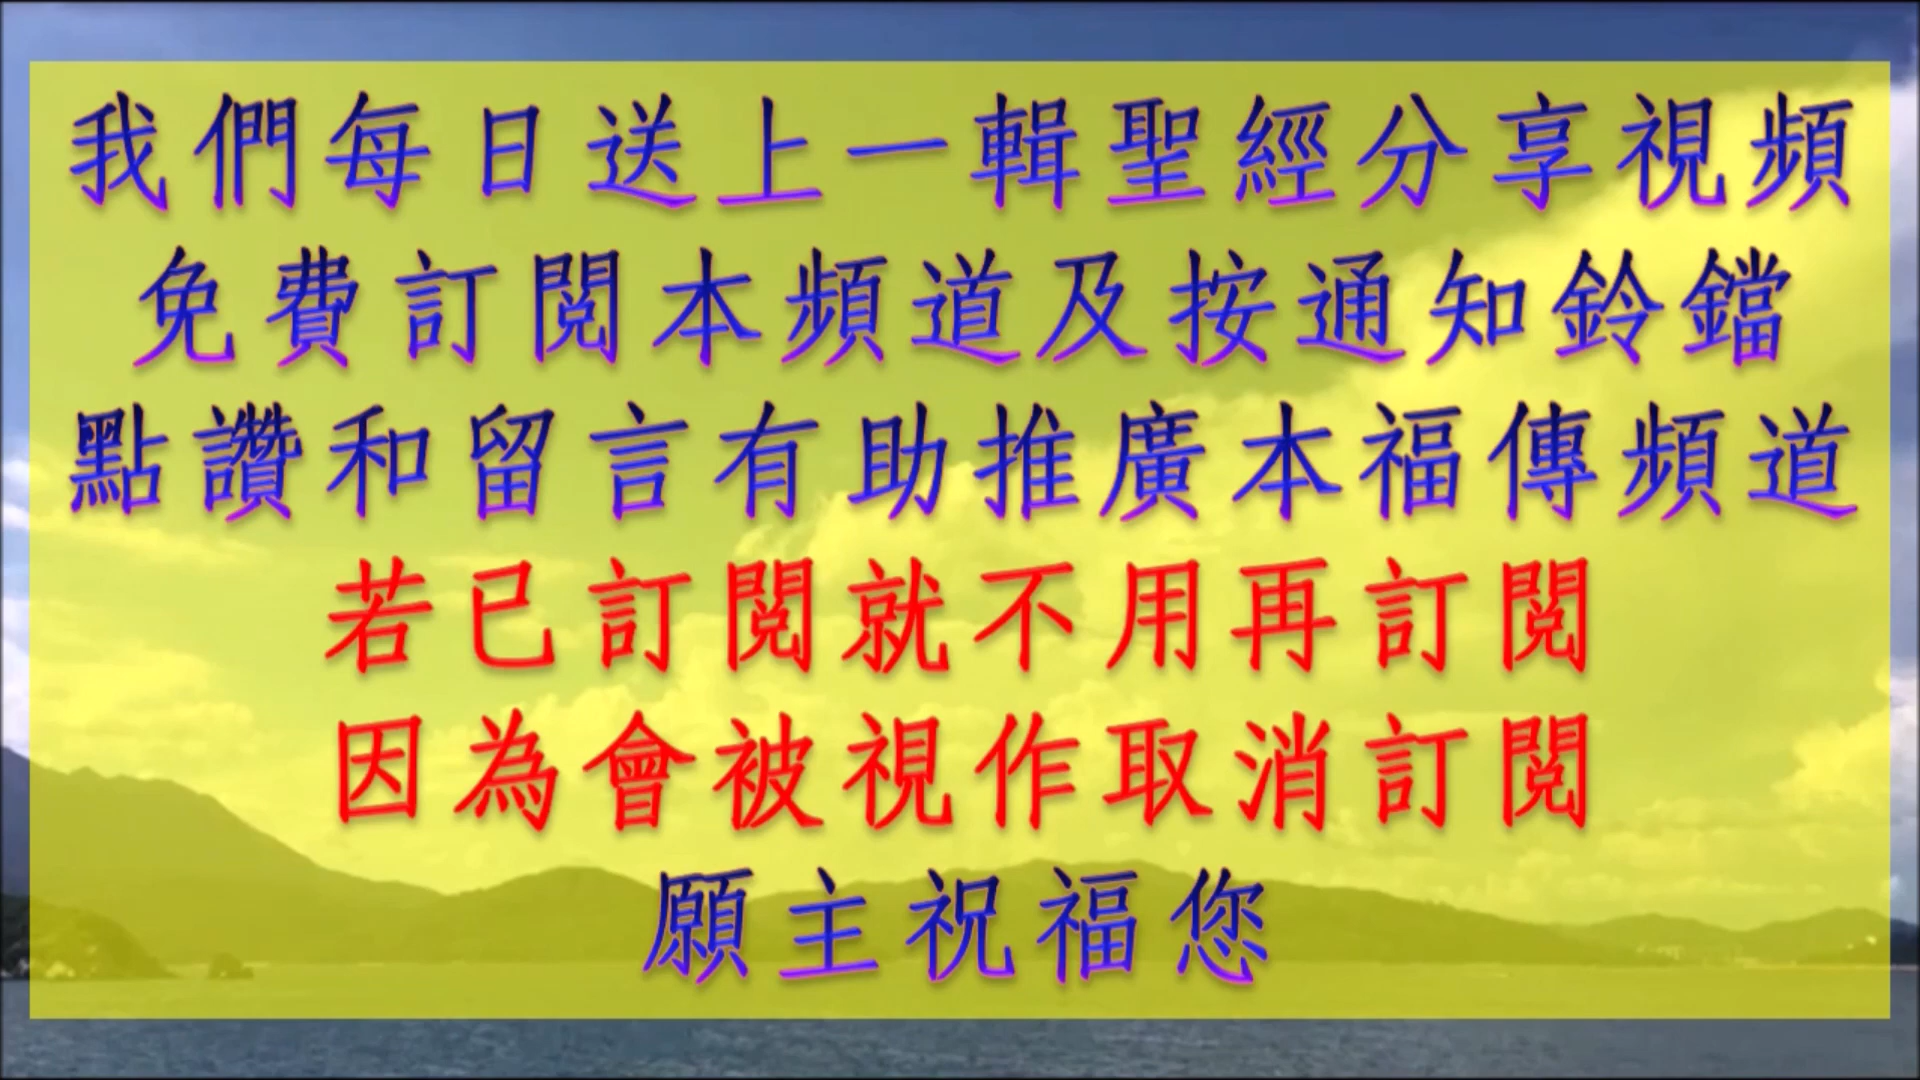 我們每日送上一輯聖經分享視頻
免費訂閱本頻道及按通知鈴鐺
點讚和留言有助推廣本福傳頻道
若已訂閱就不用再訂閱
因為會被視作取消訂閱
願主祝福您